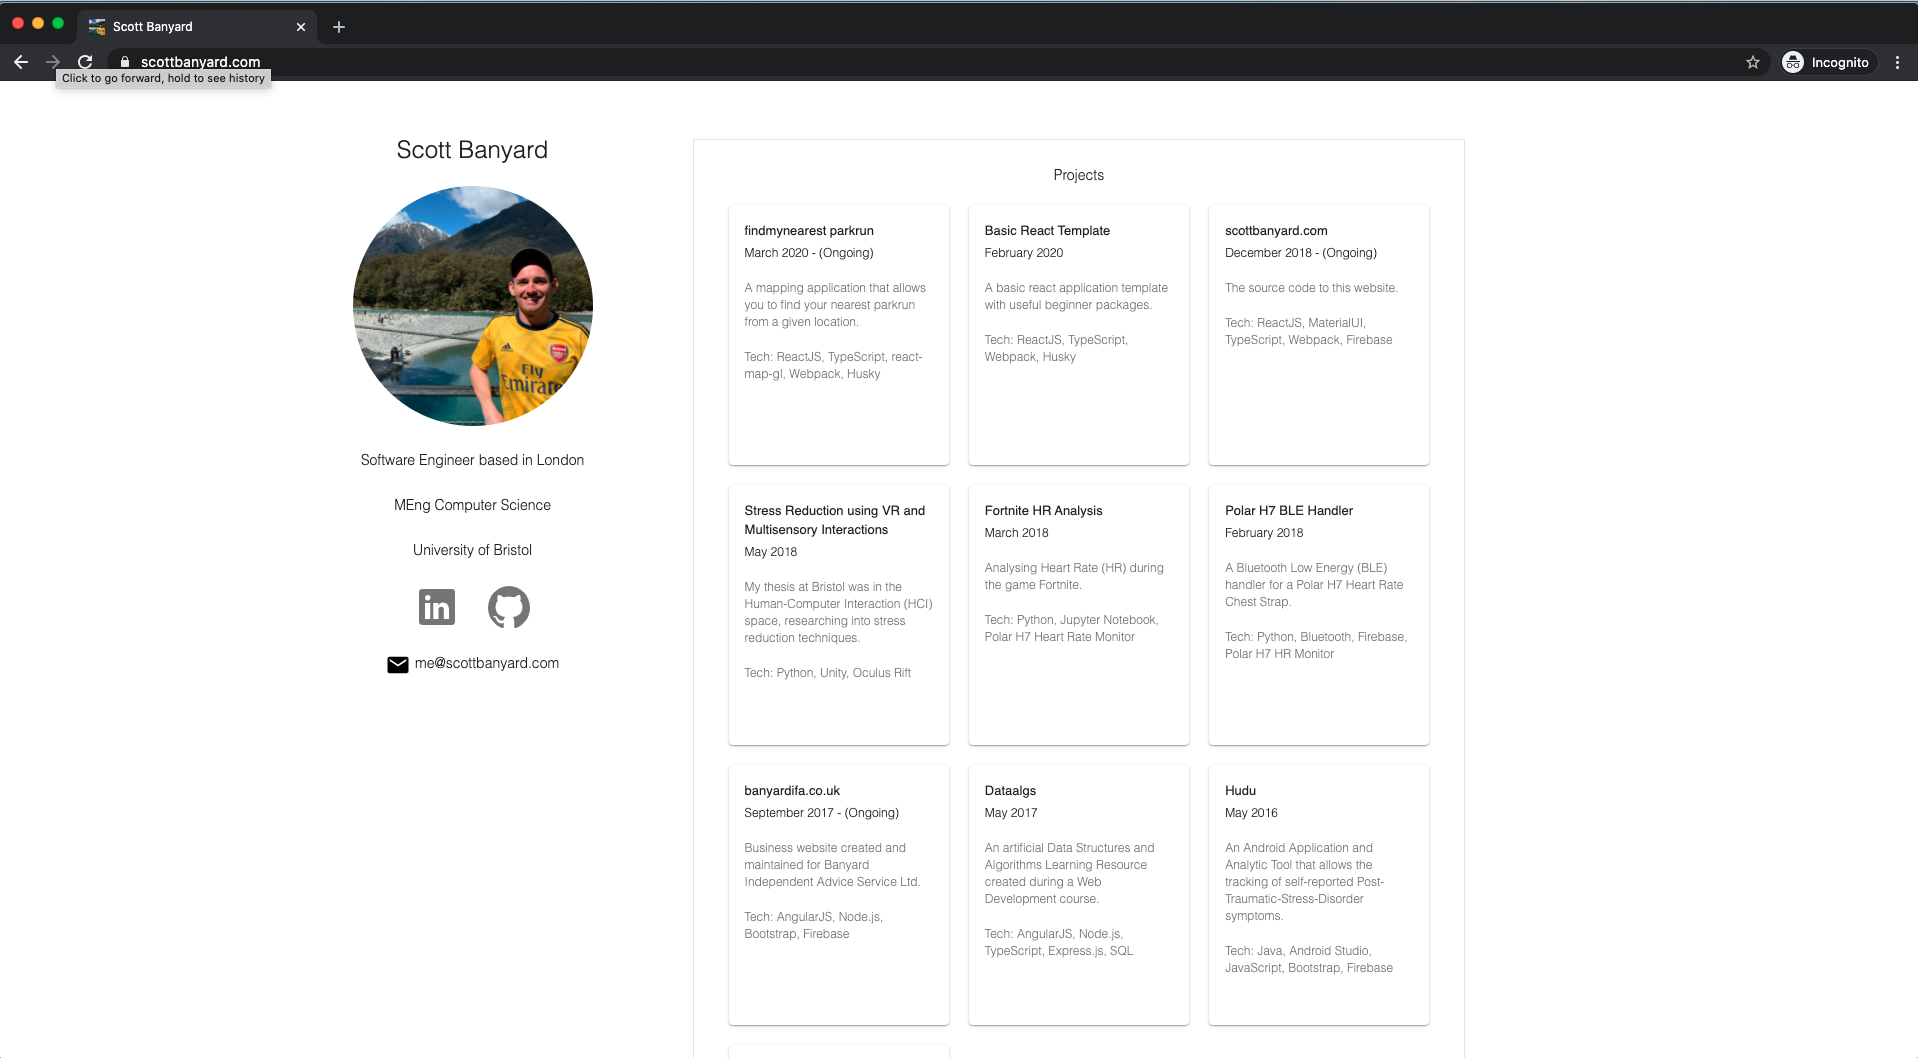 Scott Banyard
scottbanyard.com
Incognito
Click to go forward, hold to see history
Scott Banyard
Fly
Emirates
Software Engineer based in London
MEng Computer Science
University of Bristol
in
me@scottbanyard.com
Projects
findmynearest parkrun
March 2020 - (Ongoing)
A mapping application that allows
you to find your nearest parkrun
from a given location.
Tech: ReactJS, TypeScript, react-
map-gl, Webpack, Husky
Basic React Template
February 2020
A basic react application template
with useful beginner packages.
Tech: ReactJS, TypeScript,
Webpack, Husky
scottbanyard.com
December 2018 - (Ongoing)
The source code to this website.
Tech: ReactJS, MaterialUI,
TypeScript, Webpack, Firebase
Stress Reduction using VR and
Multisensory Interactions
May 2018
My thesis at Bristol was in the
Human-Computer Interaction (HCI)
space, researching into stress
reduction techniques.
Tech: Python, Unity, Oculus Rift
Fortnite HR Analysis
March 2018
Analysing Heart Rate (HR) during
the game Fortnite.
Tech: Python, Jupyter Notebook,
Polar H7 Heart Rate Monitor
Polar H7 BLE Handler
February 2018
A Bluetooth Low Energy (BLE)
handler for a Polar H7 Heart Rate
Chest Strap.
Tech: Python, Bluetooth, Firebase,
Polar H7 HR Monitor
banyardifa.co.uk
September 2017 - (Ongoing)
Business website created and
maintained for Banyard
Independent Advice Service Ltd.
Tech: AngularJS, Node.js,
Bootstrap, Firebase
Dataalgs
May 2017
An artificial Data Structures and
Algorithms Learning Resource
created during a Web
Development course.
Tech: AngularJS, Node.js,
TypeScript, Express.js, SQL
Hudu
May 2016
An Android Application and
Analytic Tool that allows the
tracking of self-reported Post-
Traumatic-Stress-Disorder
symptoms.
Tech: Java, Android Studio,
JavaScript, Bootstrap, Firebase